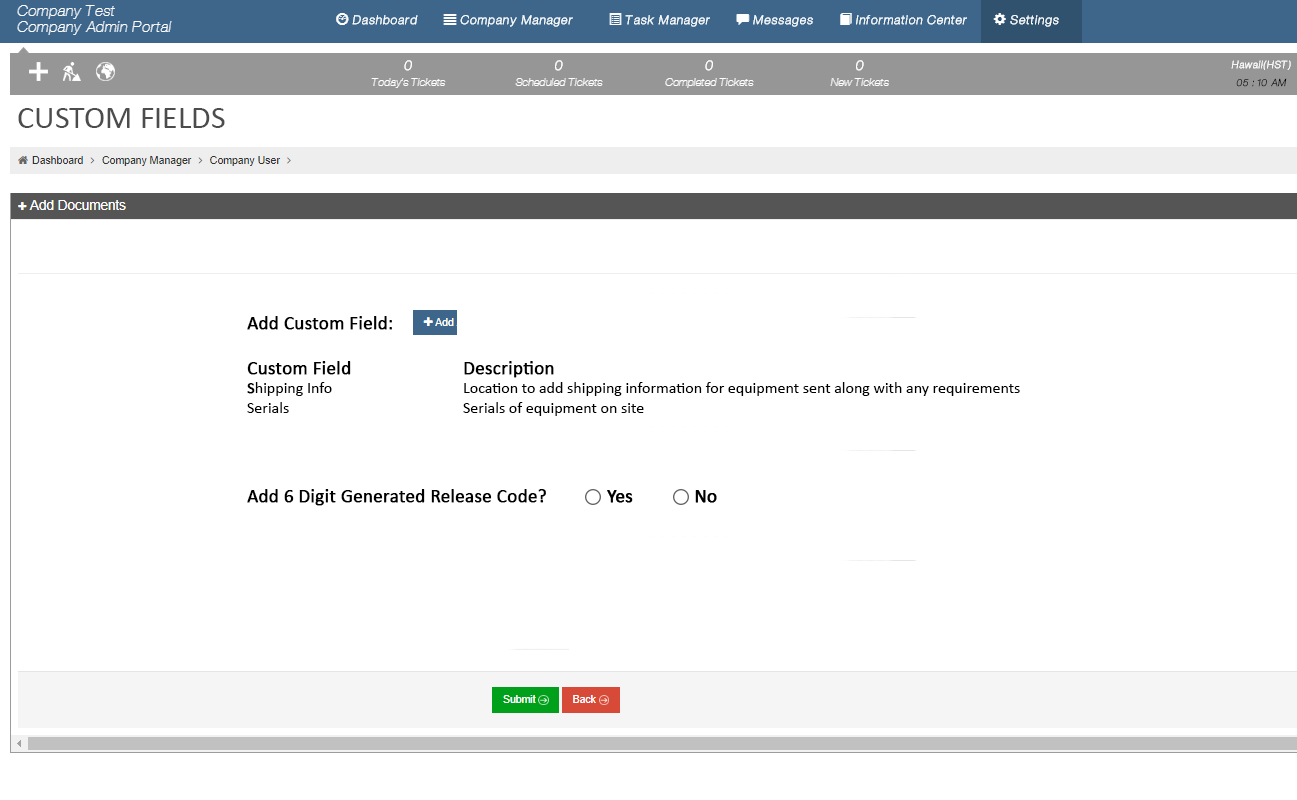 Company Test
Company Admin Portal
Dashboard Company Manager Task Manager Messages Information Center Settings
0 0 0 0 Hawaii(HST)
Today's Tickets Scheduled Tickets Completed Tickets New Tickets 05 : 10 AM
CUSTOM FIELDS
Dashboard > Company Manager > Company User >
+ Add Documents
Add Custom Field: + Add
Custom Field Description
Shipping Info Location to add shipping information for equipment sent along with any requirements
Serials Serials of equipment on site
Add 6 Digit Generated Release Code? Yes No
Submit Back